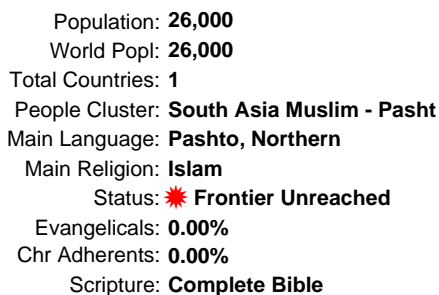 Population: 26,000
World Popl: 26,000
Total Countries: 1
People Cluster: South Asia Muslim - Pasht
Main Language: Pashto, Northern
Main Religion: Islam
Status: Frontier Unreached
Evangelicals: 0.00%
Chr Adherents: 0.00%
Scripture: Complete Bible